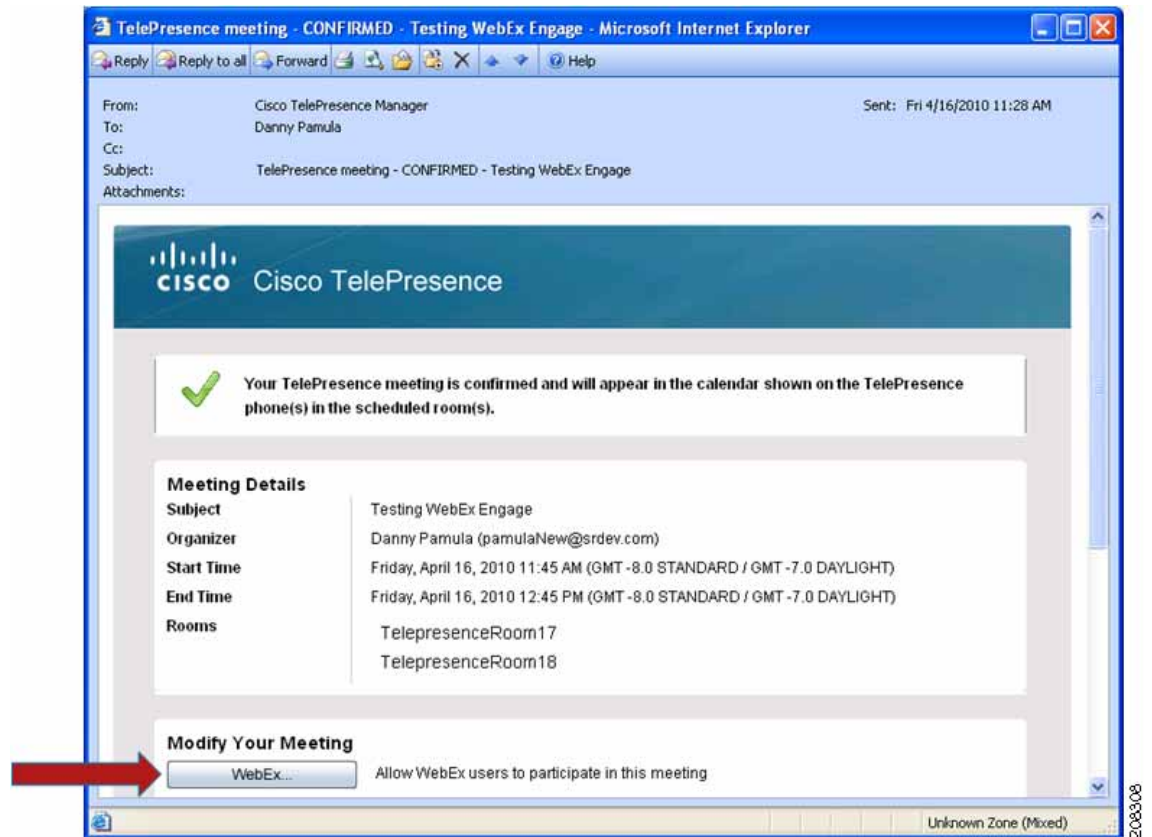 TelePresence meeting - CONFIRMED - Testing WebEx Engage - Microsoft Internet Explorer
Reply Reply to all Forward Help
From: Cisco TelePresence Manager Sent: Fri 4/16/2010 11:28 AM
To: Danny Pamula
Cc:
Subject: TelePresence meeting - CONFIRMED - Testing WebEx Engage
Attachments:
CISCO Cisco TelePresence
Your TelePresence meeting is confirmed and will appear in the calendar shown on the TelePresence
phone(s) in the scheduled room(s).
Meeting Details
Subject Testing WebEx Engage
Organizer Danny Pamula (pamulaNew@srdev.com)
Start Time Friday, April 16, 2010 11:45 AM (GMT -8.0 STANDARD / GMT -7.0 DAYLIGHT)
End Time Friday, April 16, 2010 12:45 PM (GMT -8.0 STANDARD / GMT -7.0 DAYLIGHT)
Rooms TelepresenceRoom17
TelepresenceRoom18
Modify Your Meeting
WebEx... Allow WebEx users to participate in this meeting
Unknown Zone (Mixed)
208308